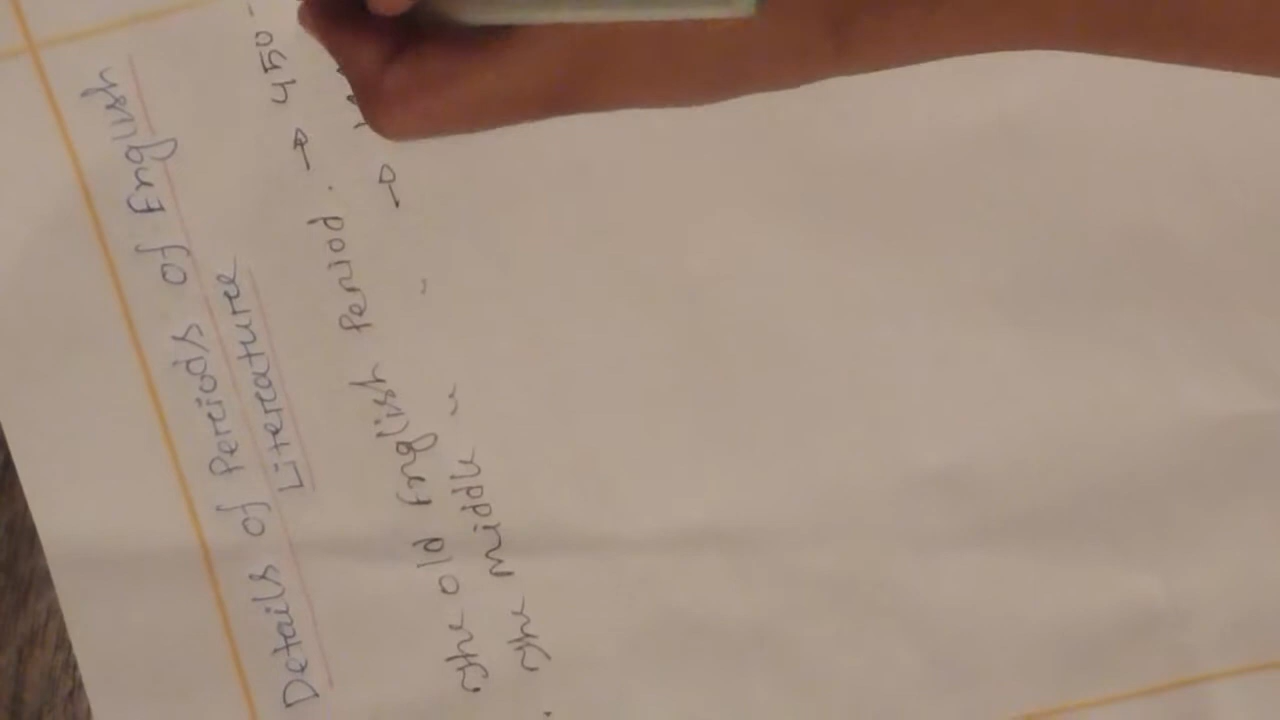 Details of Periods of English
Literature
The old English Period. → 450-
The middle " " →